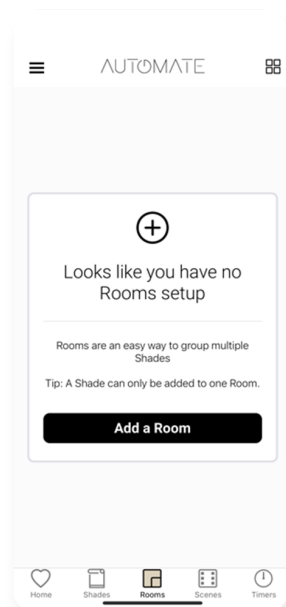 AUTOMATE
Looks like you have no
Rooms setup
Rooms are an easy way to group multiple
Shades
Tip: A Shade can only be added to one Room.
Add a Room
Home Shades Rooms Scenes Timers